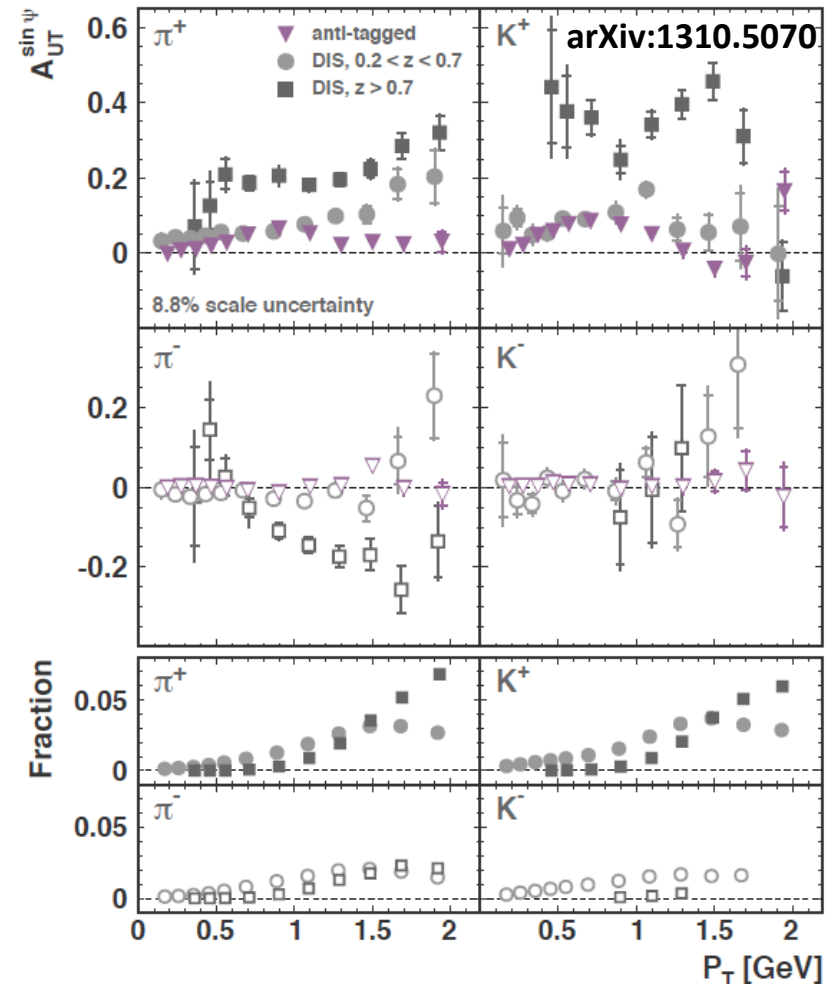 A_UT^sin ψ
π+
K+
arXiv:1310.5070
anti-tagged
DIS, 0.2 < z < 0.7
DIS, z > 0.7
0.6
0.4
0.2
0
8.8% scale uncertainty
π-
K-
0.2
0
-0.2
Fraction
π+
K+
0.05
0
π-
K-
0.05
0
0 0.5 1 1.5 2 0.5 1 1.5 2
P_T [GeV]